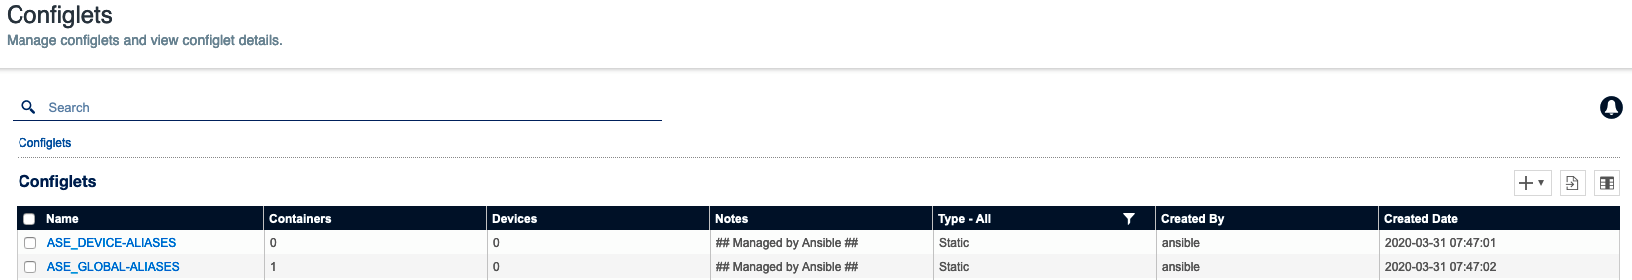 Configlets
Manage configlets and view configlet details.
Search
Configlets
Configlets
Name Containers Devices Notes Type - All Created By Created Date
ASE_DEVICE-ALIASES 0 0 ## Managed by Ansible ## Static ansible 2020-03-31 07:47:01
ASE_GLOBAL-ALIASES 1 0 ## Managed by Ansible ## Static ansible 2020-03-31 07:47:02